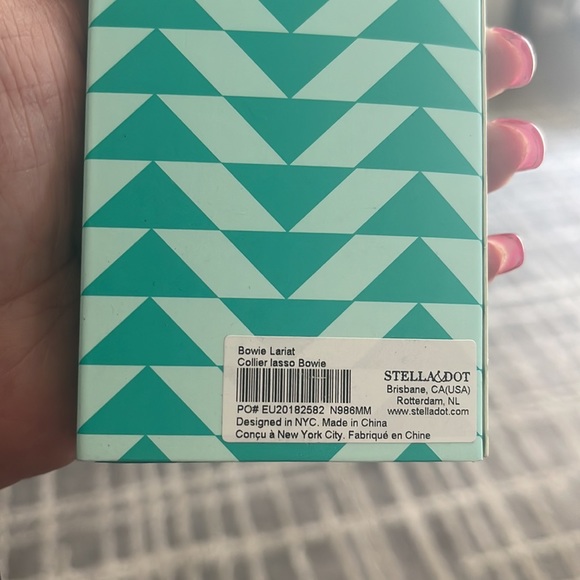 Bowie Lariat
Collier lasso Bowie
PO# EU20182582 N986MM
Designed in NYC. Made in China
Conçu à New York City. Fabriqué en Chine
STELLA&DOT
Brisbane, CA(USA)
Rotterdam, NL
www.stelladot.com